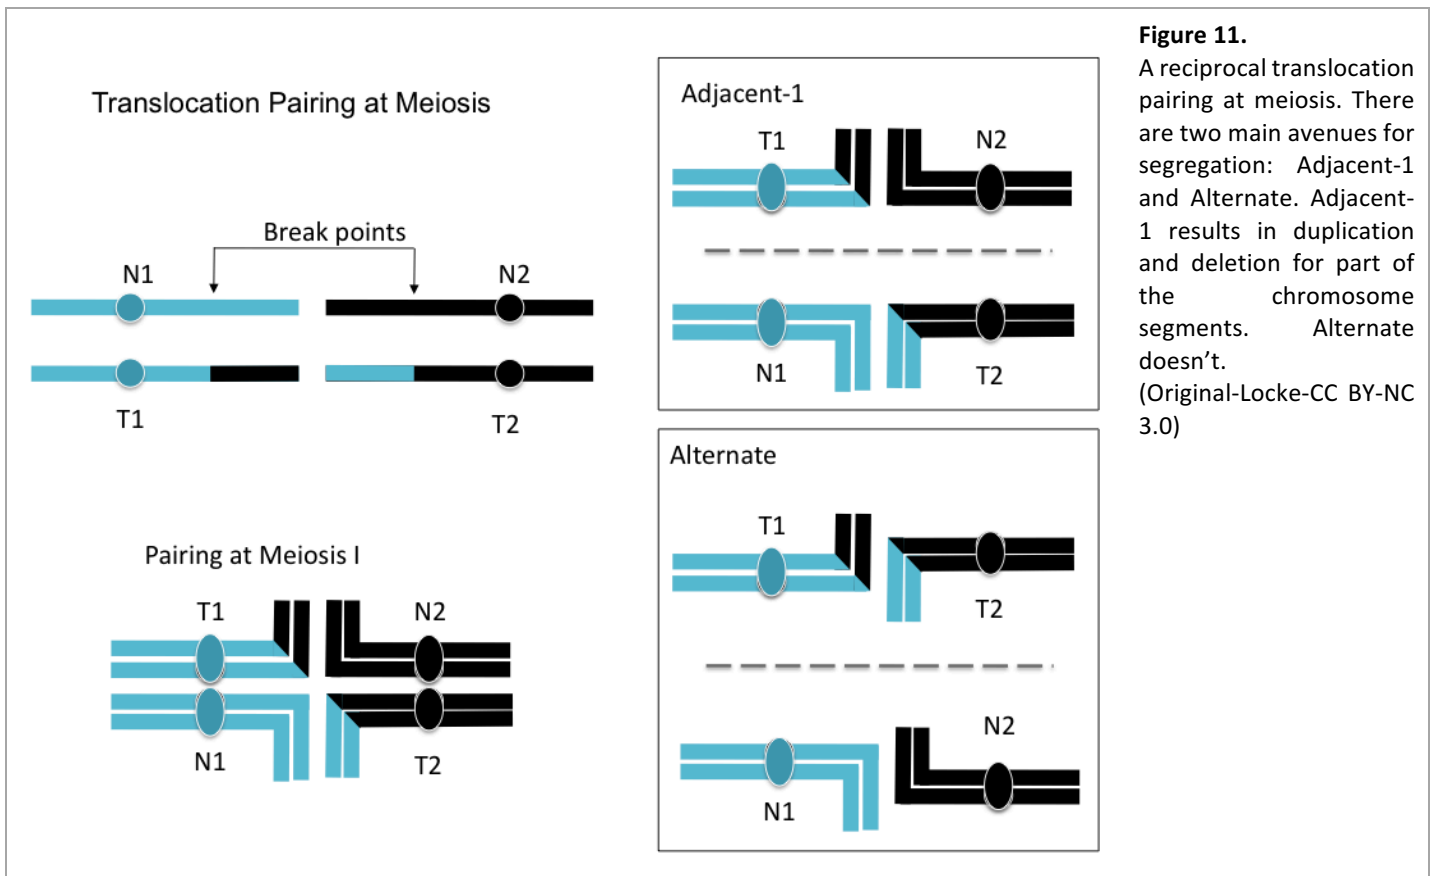 Translocation Pairing at Meiosis
Break points
N1
N2
T1
T2
Pairing at Meiosis I
T1
N2
N1
T2
Adjacent-1
T1
N2
N1
T2
Alternate
T1
T2
N2
N1
Figure 11.
A reciprocal translocation
pairing at meiosis. There
are two main avenues for
segregation: Adjacent-1
and Alternate. Adjacent-
1 results in duplication
and deletion for part of
the chromosome
segments. Alternate
doesn’t.
(Original-Locke-CC BY-NC
3.0)